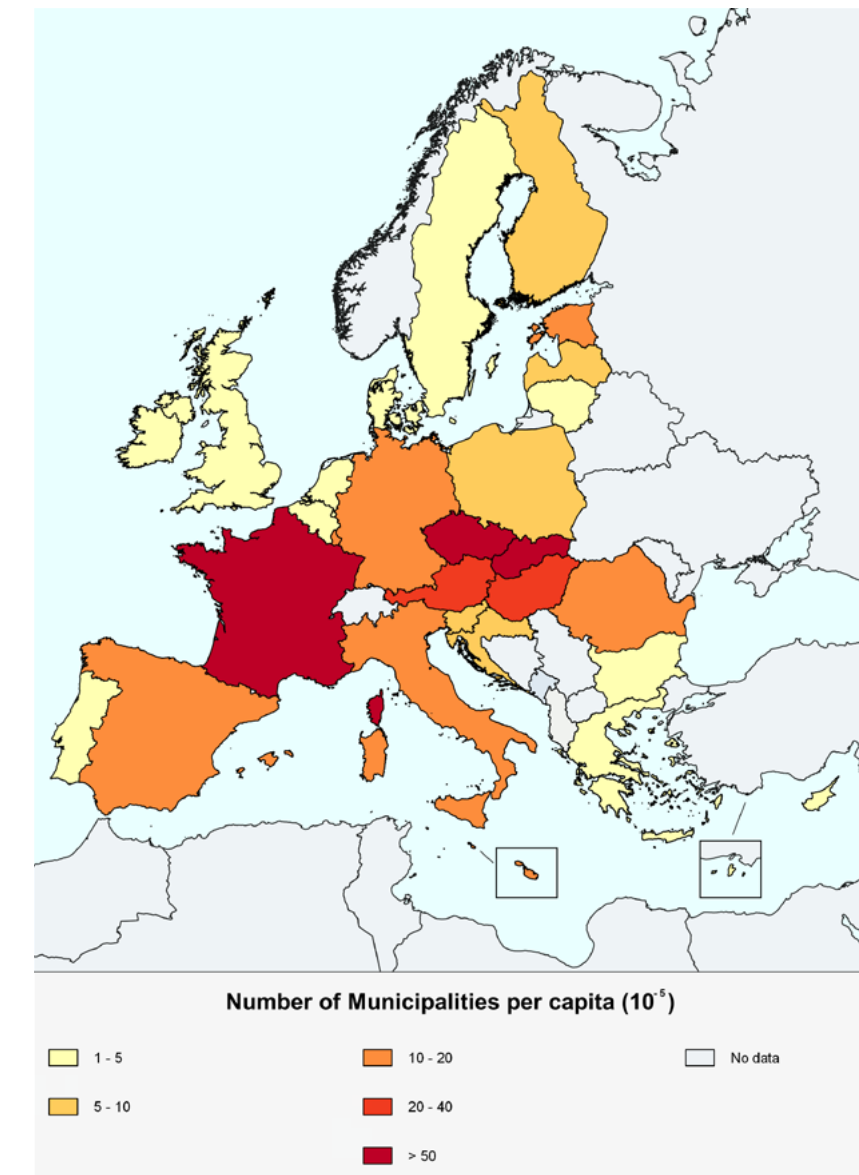 Number of Municipalities per capita (10⁻⁵)
1 - 5
10 - 20
No data
5 - 10
20 - 40
> 50